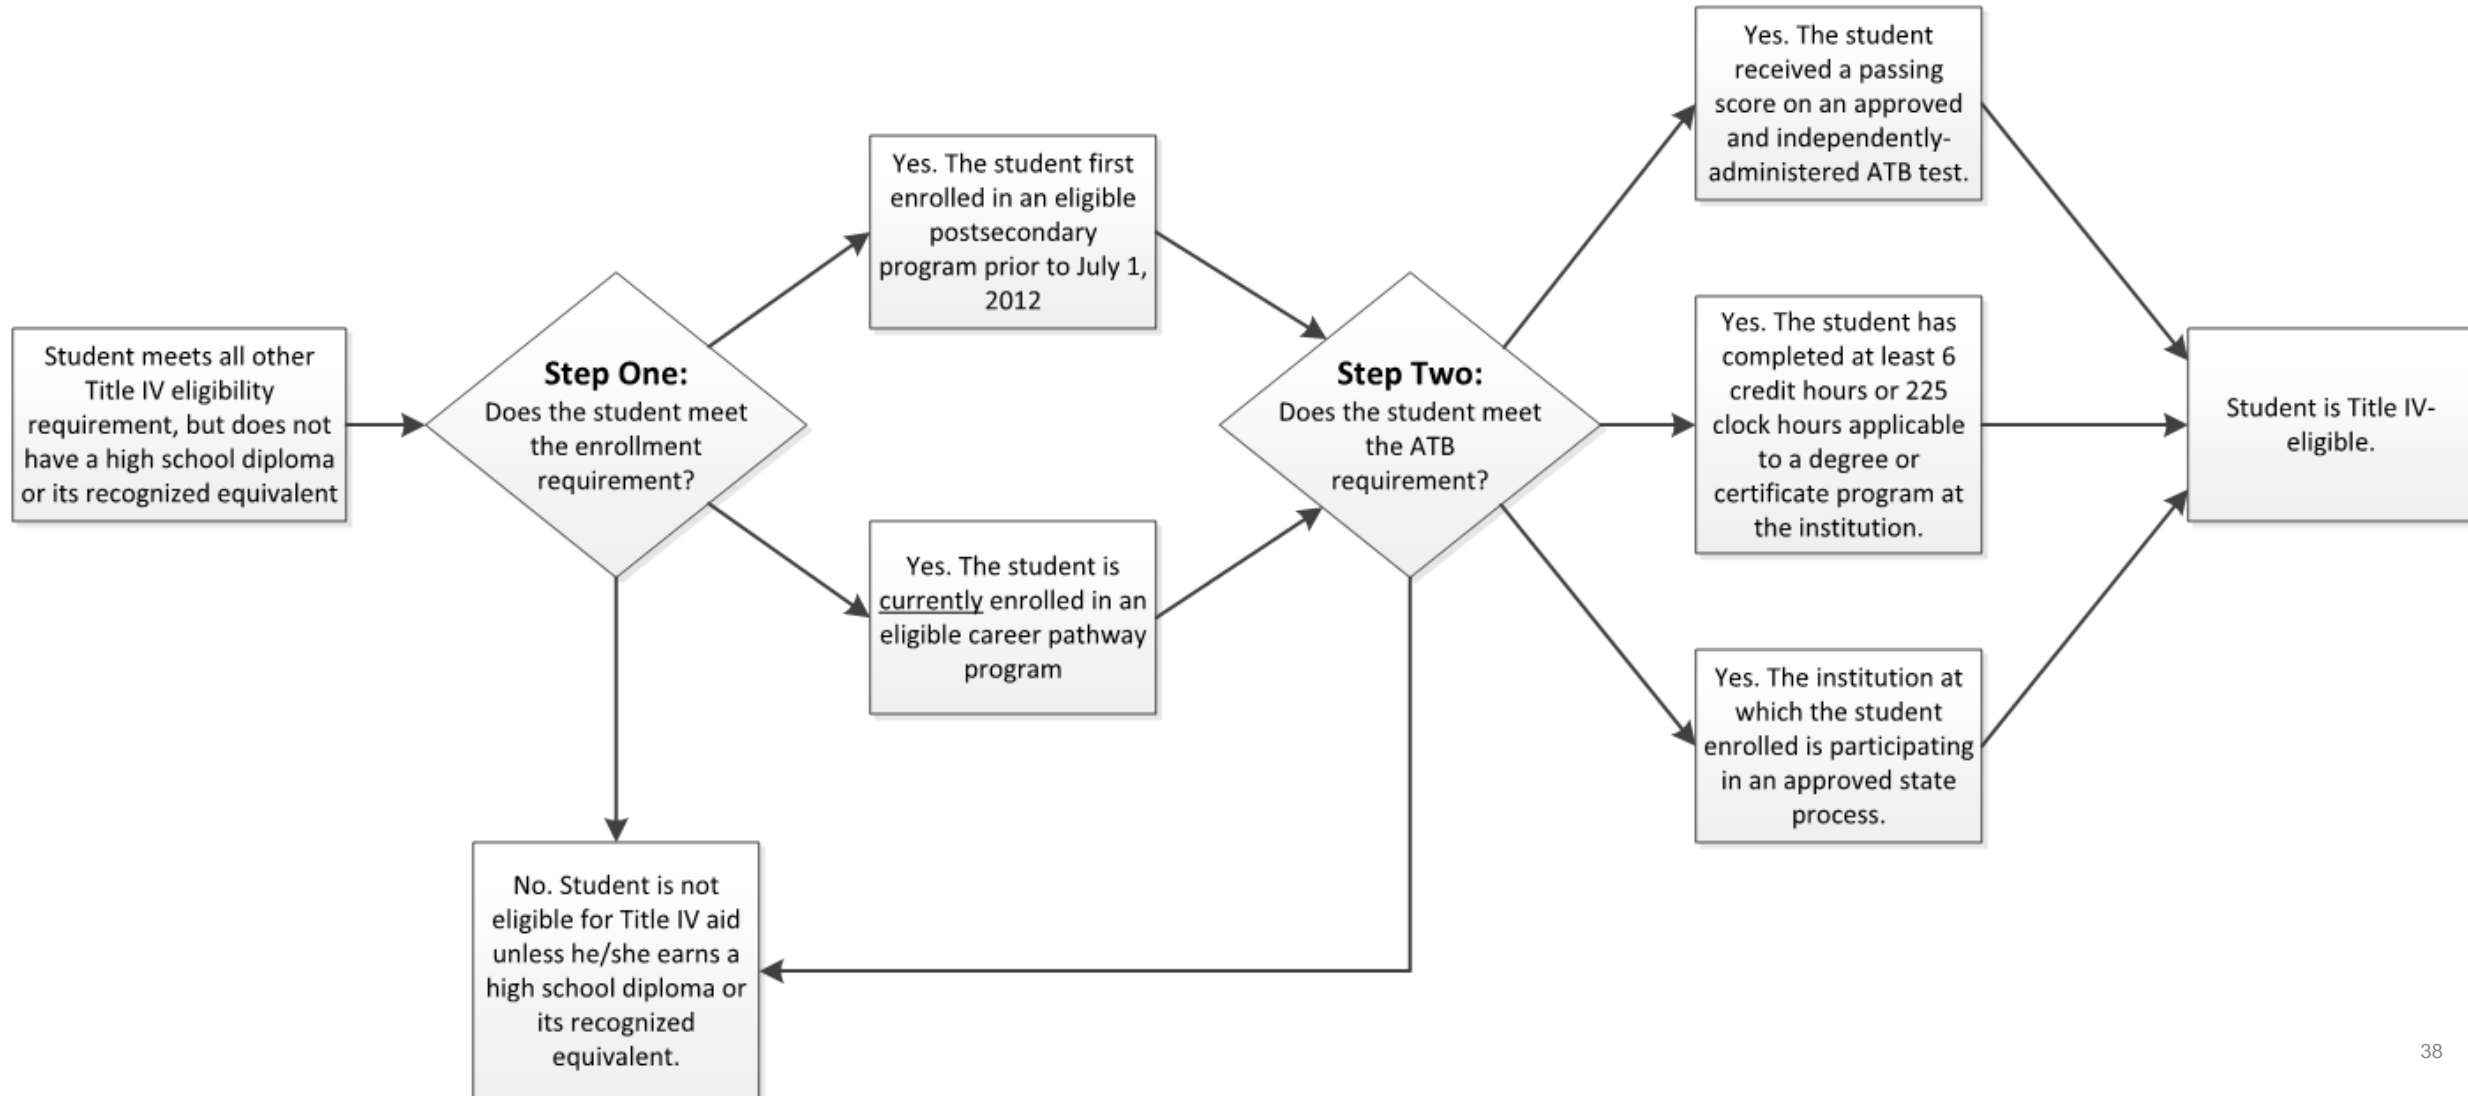 Student meets all other
Title IV eligibility
requirement, but does not
have a high school diploma
or its recognized equivalent
Step One:
Does the student meet
the enrollment
requirement?
Yes. The student first
enrolled in an eligible
postsecondary
program prior to July 1,
2012
Yes. The student is
currently enrolled in an
eligible career pathway
program
No. Student is not
eligible for Title IV aid
unless he/she earns a
high school diploma or
its recognized
equivalent.
Step Two:
Does the student meet
the ATB
requirement?
Yes. The student
received a passing
score on an approved
and independently-
administered ATB test.
Yes. The student has
completed at least 6
credit hours or 225
clock hours applicable
to a degree or
certificate program at
the institution.
Yes. The institution at
which the student
enrolled is participating
in an approved state
process.
Student is Title IV-
eligible.
38